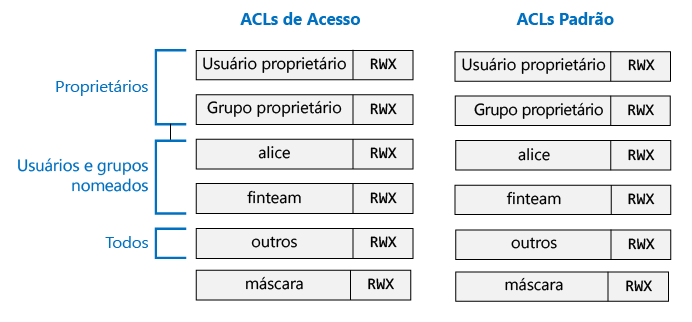 ACLs de Acesso
ACLs Padrão
Proprietários
Usuário proprietário RWX
Usuário proprietário RWX
Grupo proprietário RWX
Grupo proprietário RWX
Usuários e grupos
nomeados
alice RWX
alice RWX
finteam RWX
finteam RWX
Todos
outros RWX
outros RWX
máscara RWX
máscara RWX